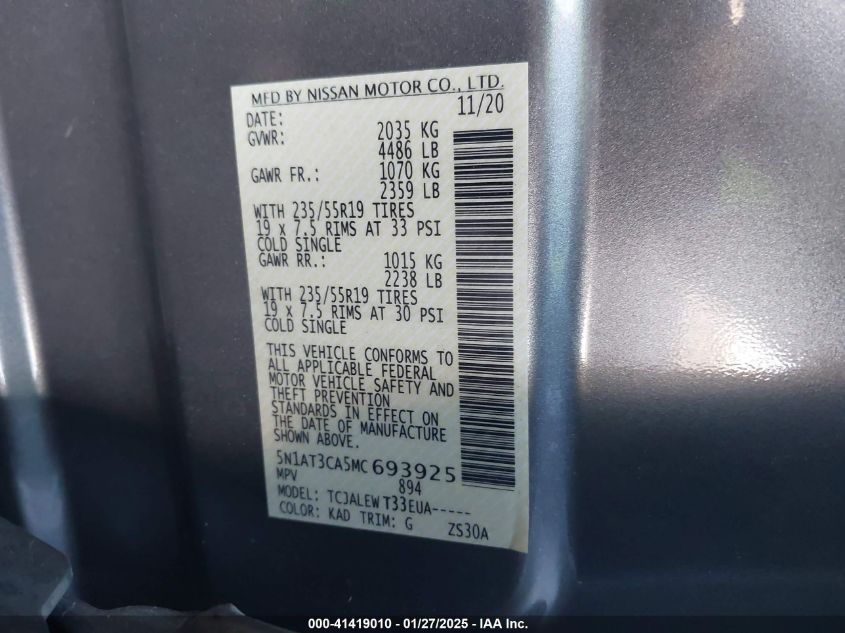 MFD BY NISSAN MOTOR CO., LTD.
DATE: 11/20
GVWR: 2035 KG
4486 LB
GAWR FR.: 1070 KG
2359 LB
WITH 235/55R19 TIRES
19 x 7.5 RIMS AT 33 PSI
COLD SINGLE
GAWR RR.: 1015 KG
2238 LB
WITH 235/55R19 TIRES
19 x 7.5 RIMS AT 30 PSI
COLD SINGLE
THIS VEHICLE CONFORMS TO
ALL APPLICABLE FEDERAL
MOTOR VEHICLE SAFETY AND
THEFT PREVENTION
STANDARDS IN EFFECT ON
THE DATE OF MANUFACTURE
SHOWN ABOVE.
5N1AT3CA5MC693925
MPV 894
MODEL: TCJALEW T33EUA-----
COLOR: KAD TRIM: G ZS30A
000-41419010 — 01/27/2025 — IAA Inc.